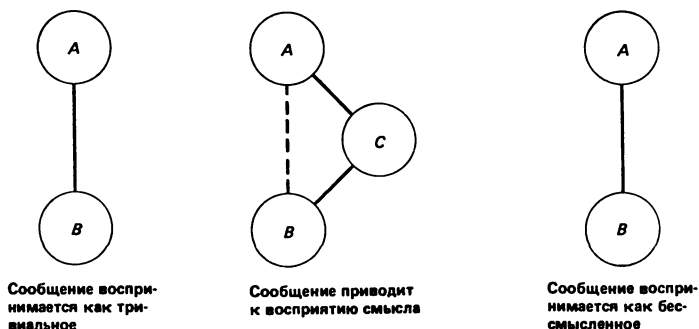 A
B
Сообщение воспри-
нимается как три-
виальное
A
C
B
Сообщение приводит
к восприятию смысла
A
B
Сообщение воспри-
нимается как бес-
смысленное